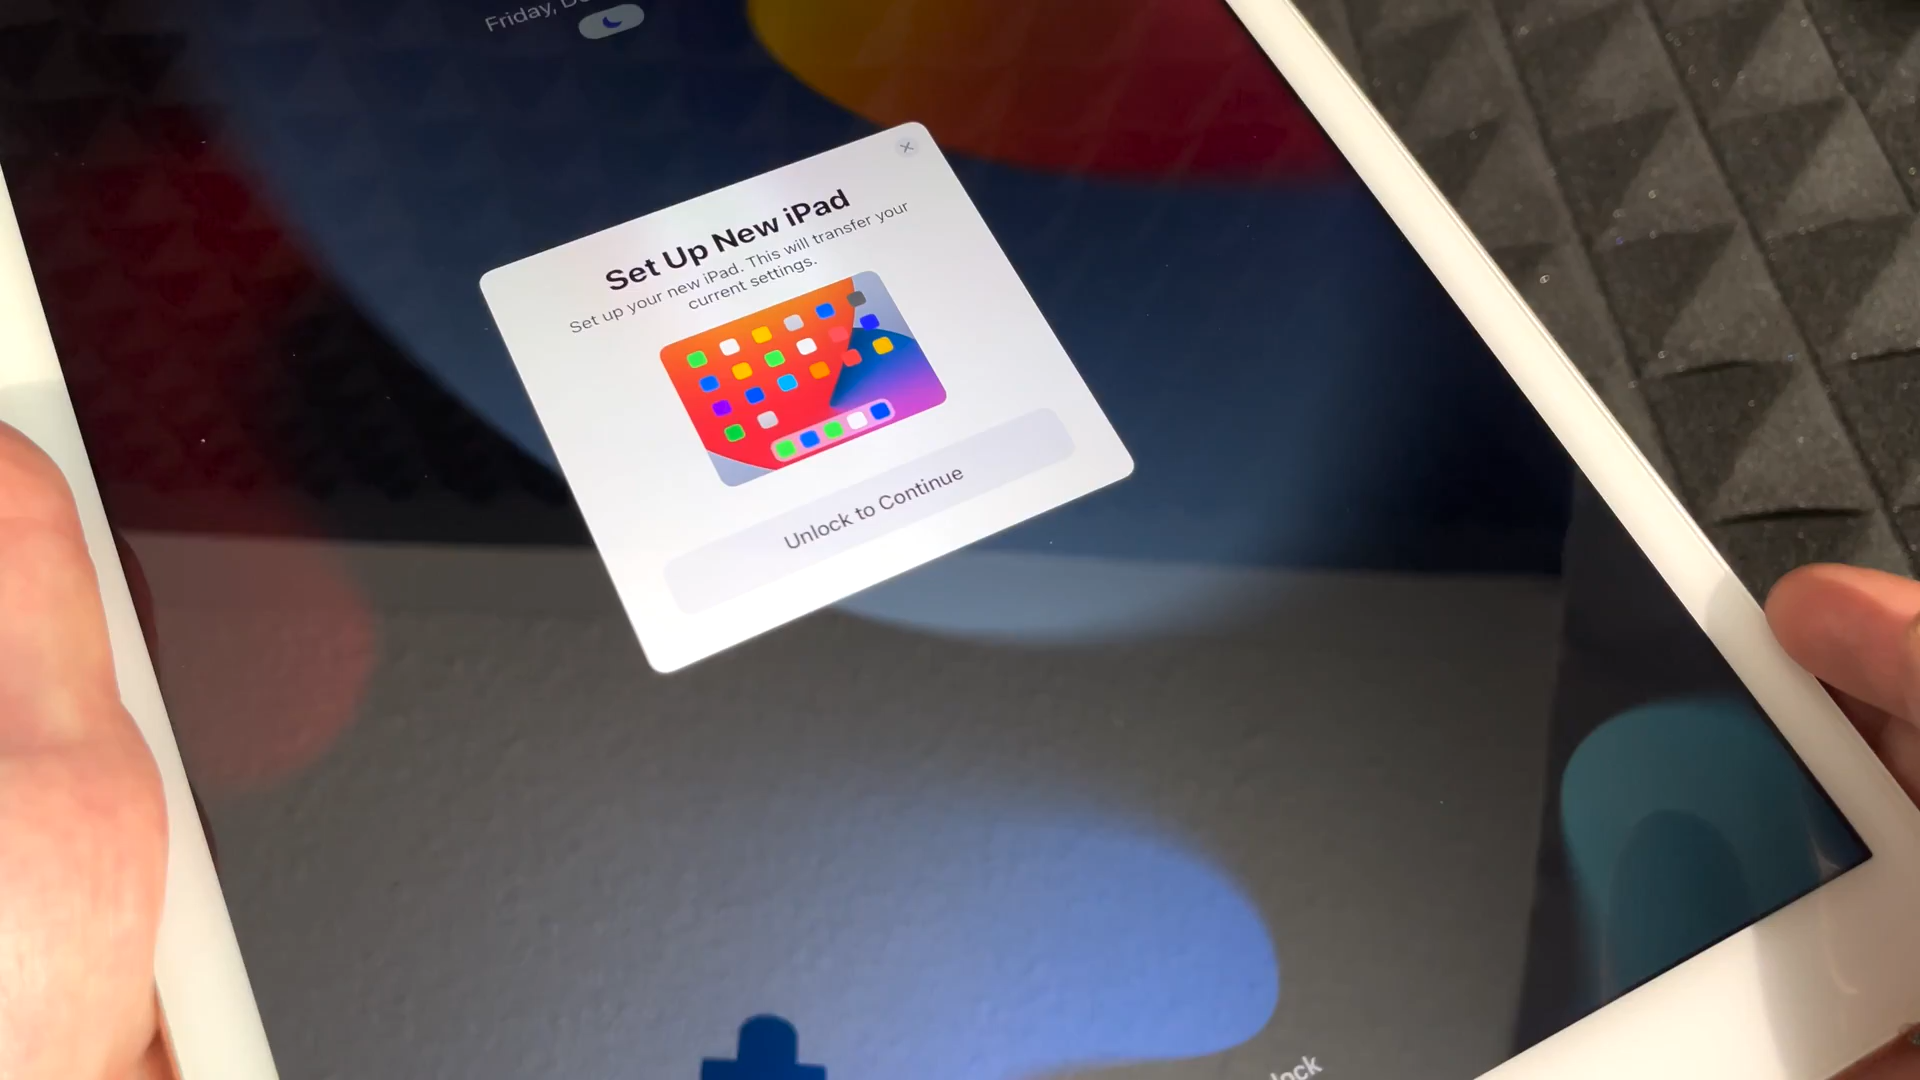 Friday,
Set Up New iPad
Set up your new iPad. This will transfer your
current settings.
Unlock to Continue